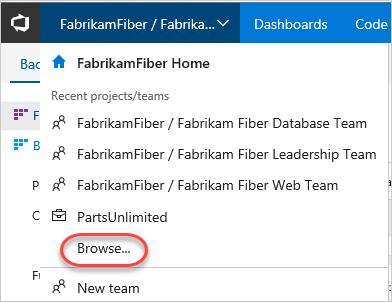 FabrikamFiber / Fabrika... Dashboards Code
Bac
FabrikamFiber Home
Recent projects/teams
F
FabrikamFiber / Fabrikam Fiber Database Team
B
FabrikamFiber / Fabrikam Fiber Leadership Team
P
FabrikamFiber / Fabrikam Fiber Web Team
C
PartsUnlimited
Browse...
Fu
New team